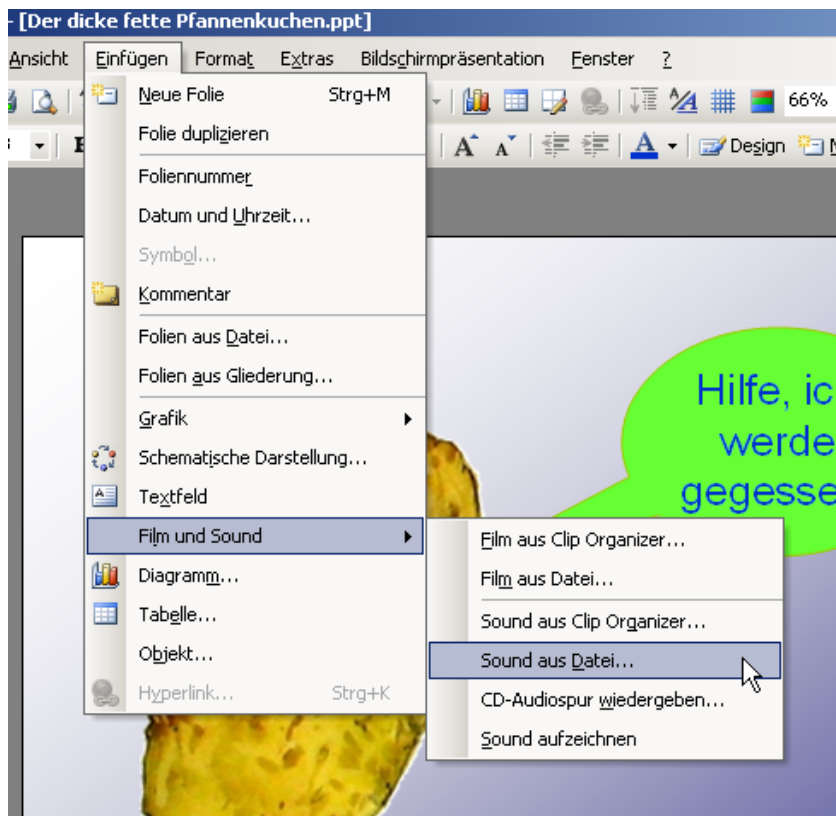 - [Der dicke fette Pfannenkuchen.ppt]
Ansicht Einfügen Format Extras Bildschirmpräsentation Fenster ?
66%
Design
Neue Folie Strg+M
Folie duplizieren
Foliennummer
Datum und Uhrzeit...
Symbol...
Kommentar
Folien aus Datei...
Folien aus Gliederung...
Grafik
Schematische Darstellung...
Textfeld
Film und Sound
Diagramm...
Tabelle...
Objekt...
Hyperlink... Strg+K
Film aus Clip Organizer...
Film aus Datei...
Sound aus Clip Organizer...
Sound aus Datei...
CD-Audiospur wiedergeben...
Sound aufzeichnen
Hilfe, ic
werde
gegesse